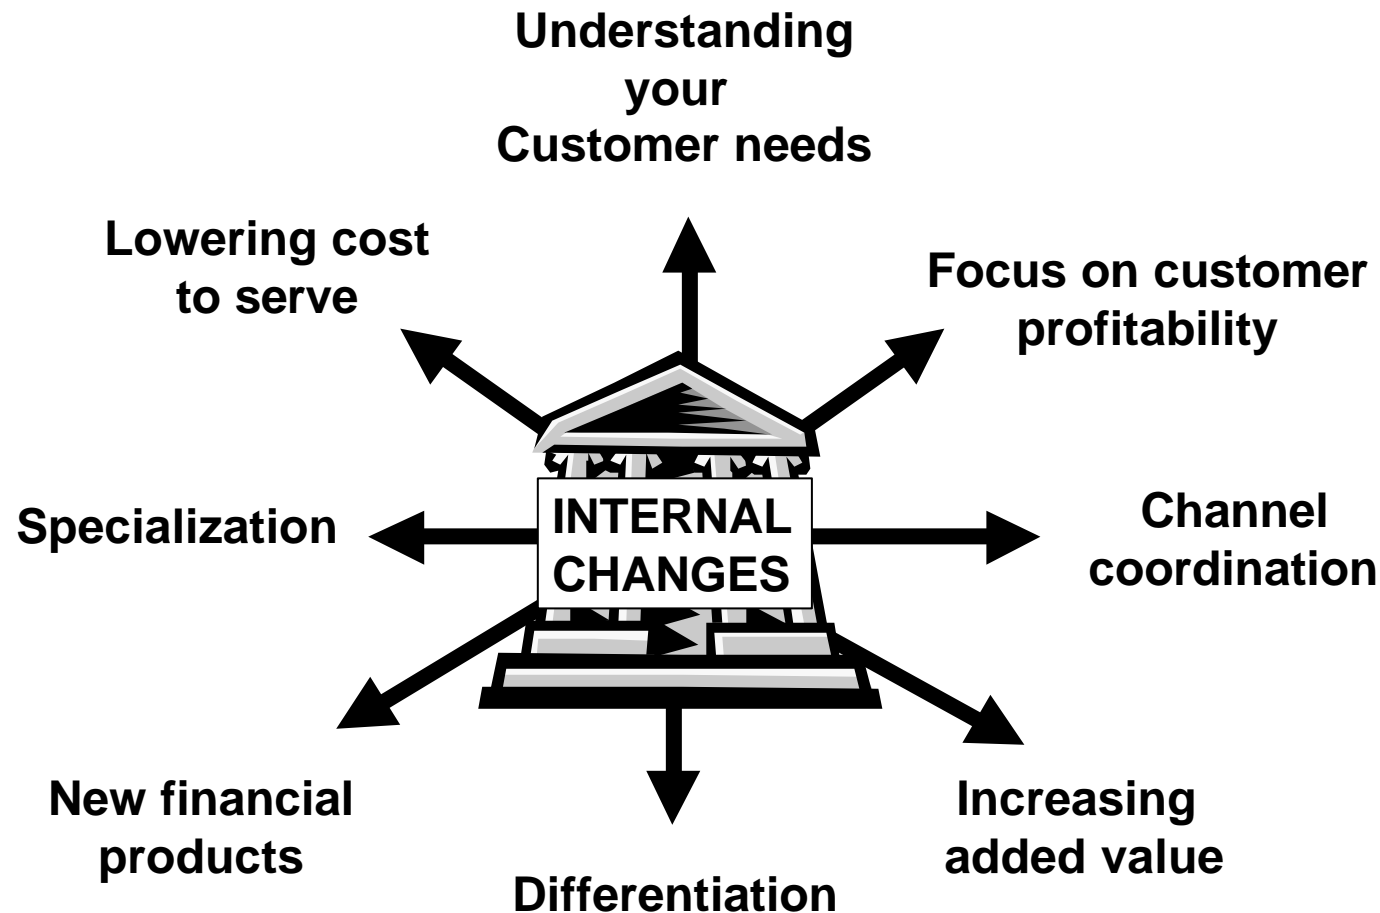 Understanding
your
Customer needs
Lowering cost
to serve
Focus on customer
profitability
Specialization
INTERNAL
CHANGES
Channel
coordination
New financial
products
Increasing
added value
Differentiation